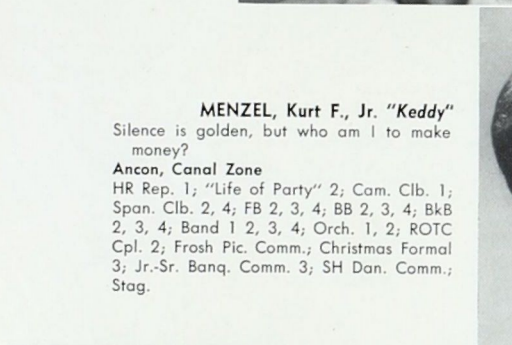 MENZEL, Kurt F., Jr. "Keddy"
Silence is golden, but who am I to make
money?
Ancon, Canal Zone
HR Rep. 1; "Life of Party" 2; Cam. Clb. 1;
Span. Clb. 2, 4; FB 2, 3, 4; BB 2, 3, 4; BkB
2, 3, 4; Band 1 2, 3, 4; Orch. 1, 2; ROTC
Cpl. 2; Frosh Pic. Comm.; Christmas Formal
3; Jr.-Sr. Banq. Comm. 3; SH Dan. Comm.;
Stag.